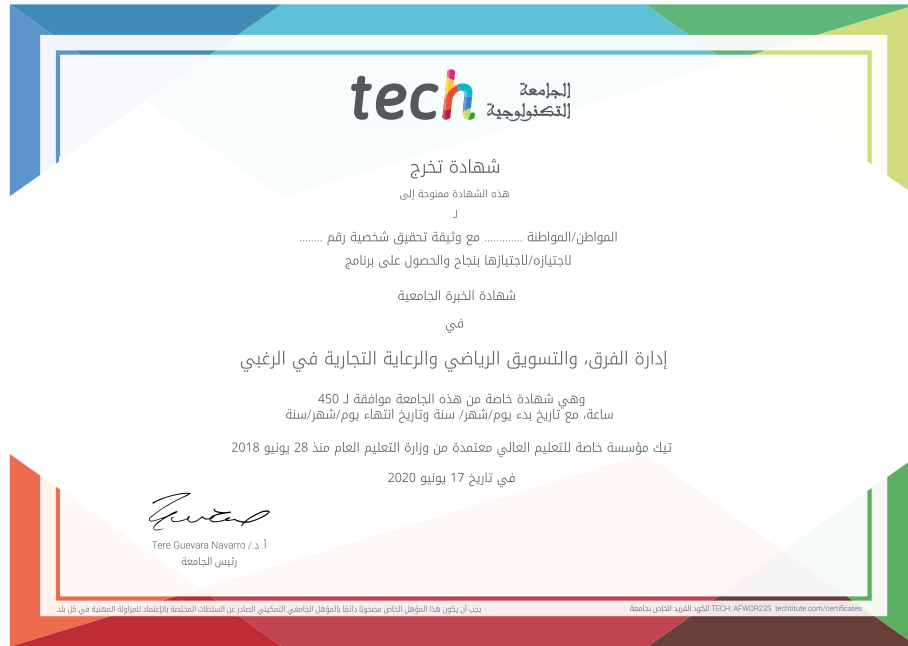 tech
الجامعة
التكنولوجية
شهادة تخرج
هذه الشهادة ممنوحة إلى
لـ
المواطن/المواطنة ............. مع وثيقة تحقيق شخصية رقم ........
لاجتيازه/لاجتيازها بنجاح والحصول على برنامج
شهادة الخبرة الجامعية
في
إدارة الفرق، والتسويق الرياضي والرعاية التجارية في الرغبي
وهي شهادة خاصة من هذه الجامعة موافقة لـ 450
ساعة، مع تاريخ بدء يوم/شهر/ سنة وتاريخ انتهاء يوم/شهر/سنة
تيك مؤسسة خاصة للتعليم العالي معتمدة من وزارة التعليم العام منذ 28 يونيو 2018
في تاريخ 17 يونيو 2020
أ. د./ Tere Guevara Navarro
رئيس الجامعة
يجب أن يكون هذا المؤهل الخاص مصحوبًا دائمًا بالمؤهل الجامعي التمكيني الصادر عن السلطات المختصة بالإعتماد للمزاولة المهنية في كل بلد.
الكود الفريد الخاص بجامعة TECH: AFWOR23S techtitute.com/certificates